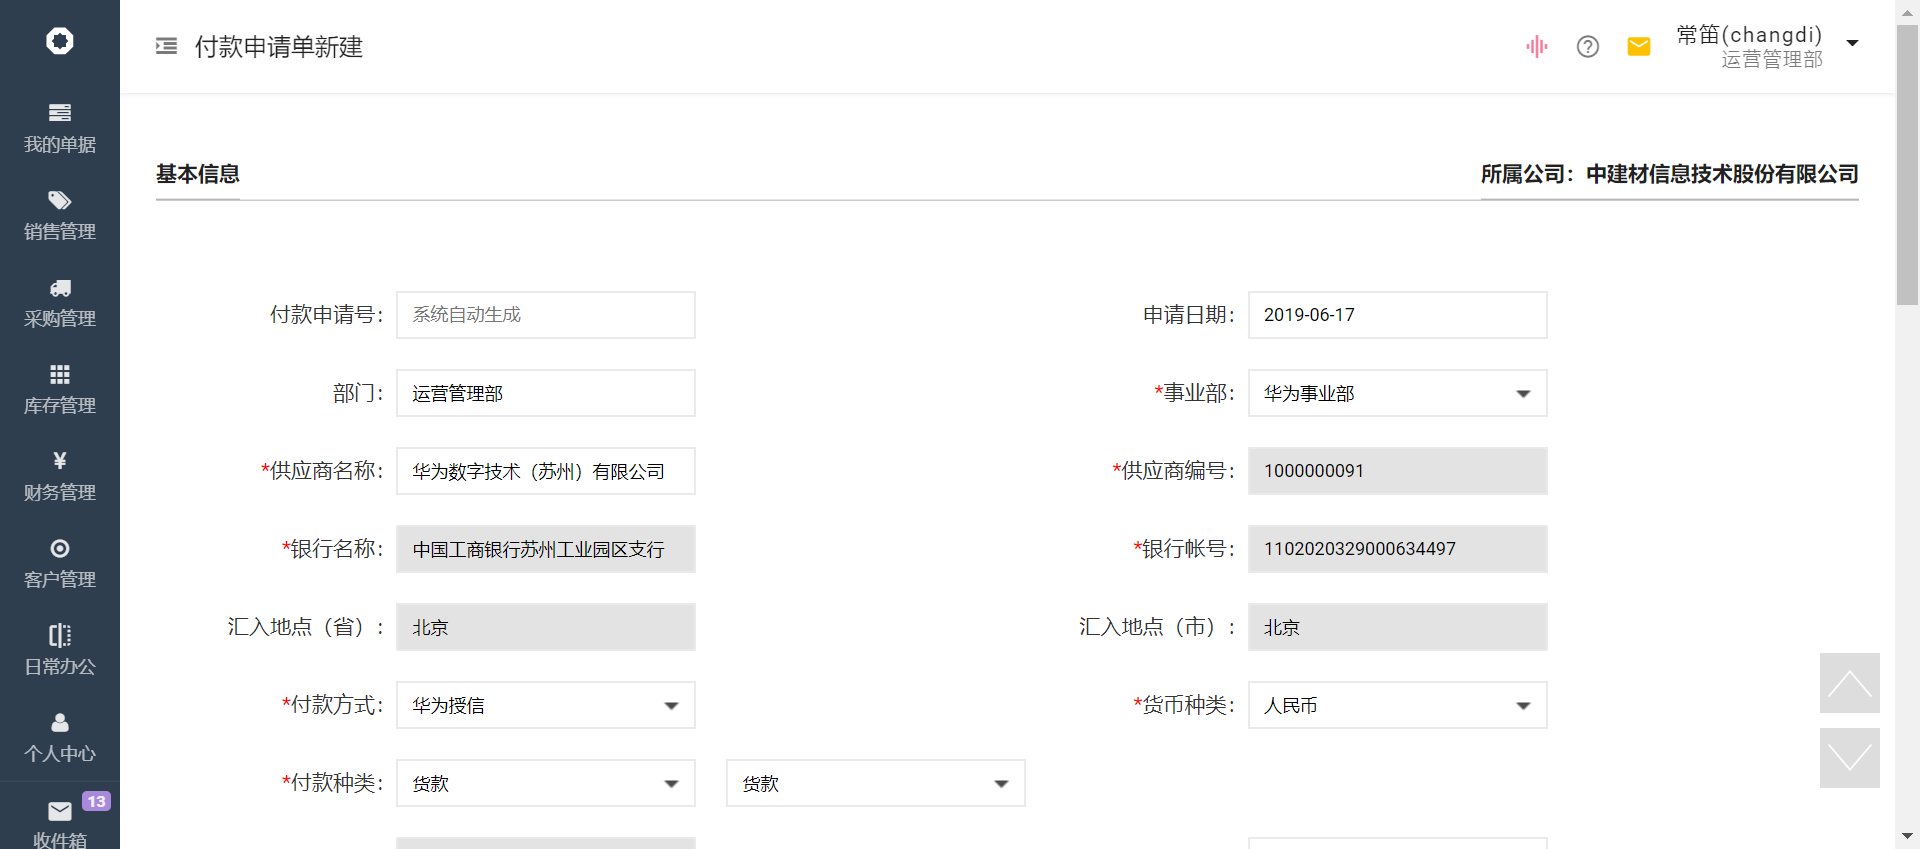 付款申请单新建
常笛(changdi)
运营管理部
我的单据
销售管理
采购管理
库存管理
¥
财务管理
客户管理
日常办公
个人中心
13
收件箱
基本信息
所属公司：中建材信息技术股份有限公司
付款申请号： 系统自动生成
申请日期： 2019-06-17
部门： 运营管理部
*事业部： 华为事业部
*供应商名称： 华为数字技术（苏州）有限公司
*供应商编号： 1000000091
*银行名称： 中国工商银行苏州工业园区支行
*银行帐号： 1102020329000634497
汇入地点（省）： 北京
汇入地点（市）： 北京
*付款方式： 华为授信
*货币种类： 人民币
*付款种类： 货款 货款